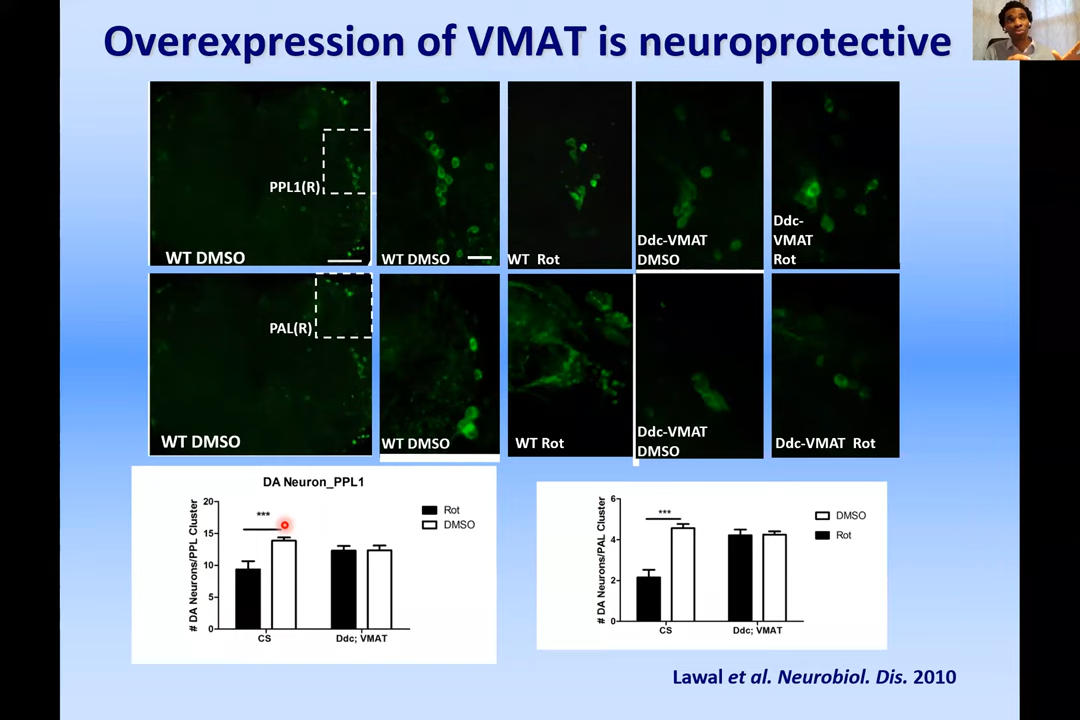 Overexpression of VMAT is neuroprotective
PPL1(R)
WT DMSO
WT DMSO
WT Rot
Ddc-VMAT
DMSO
Ddc-
VMAT
Rot
PAL(R)
WT DMSO
WT DMSO
WT Rot
Ddc-VMAT
DMSO
Ddc-VMAT Rot
DA Neuron_PPL1
# DA Neurons/PPL Cluster
20
15
10
5
0
***
Rot
DMSO
CS
Ddc; VMAT
# DA Neurons/PAL Cluster
6
4
2
0
***
DMSO
Rot
CS
Ddc; VMAT
Lawal et al. Neurobiol. Dis. 2010